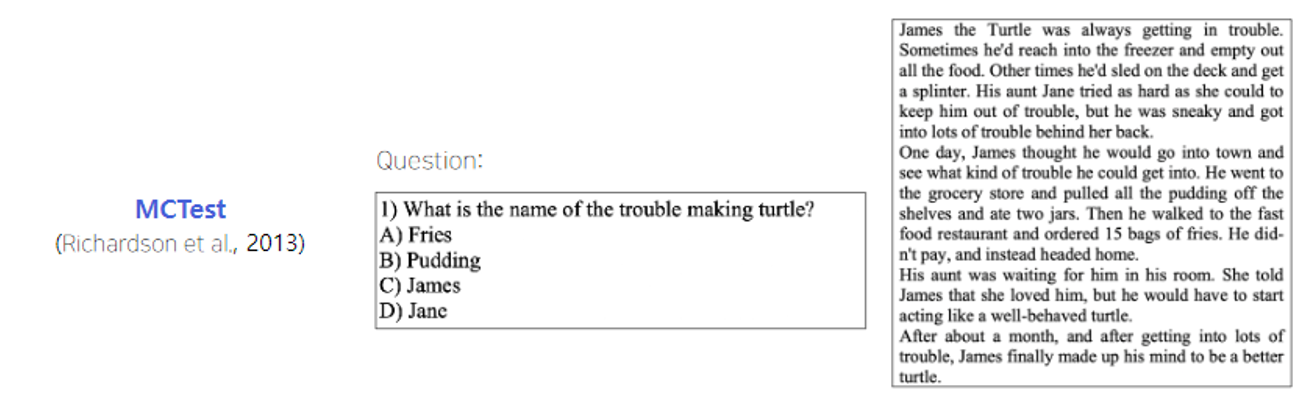 MCTest
(Richardson et al., 2013)
Question:
1) What is the name of the trouble making turtle?
A) Fries
B) Pudding
C) James
D) Jane
James the Turtle was always getting in trouble.
Sometimes he'd reach into the freezer and empty out
all the food. Other times he'd sled on the deck and get
a splinter. His aunt Jane tried as hard as she could to
keep him out of trouble, but he was sneaky and got
into lots of trouble behind her back.
One day, James thought he would go into town and
see what kind of trouble he could get into. He went to
the grocery store and pulled all the pudding off the
shelves and ate two jars. Then he walked to the fast
food restaurant and ordered 15 bags of fries. He did-
n't pay, and instead headed home.
His aunt was waiting for him in his room. She told
James that she loved him, but he would have to start
acting like a well-behaved turtle.
After about a month, and after getting into lots of
trouble, James finally made up his mind to be a better
turtle.